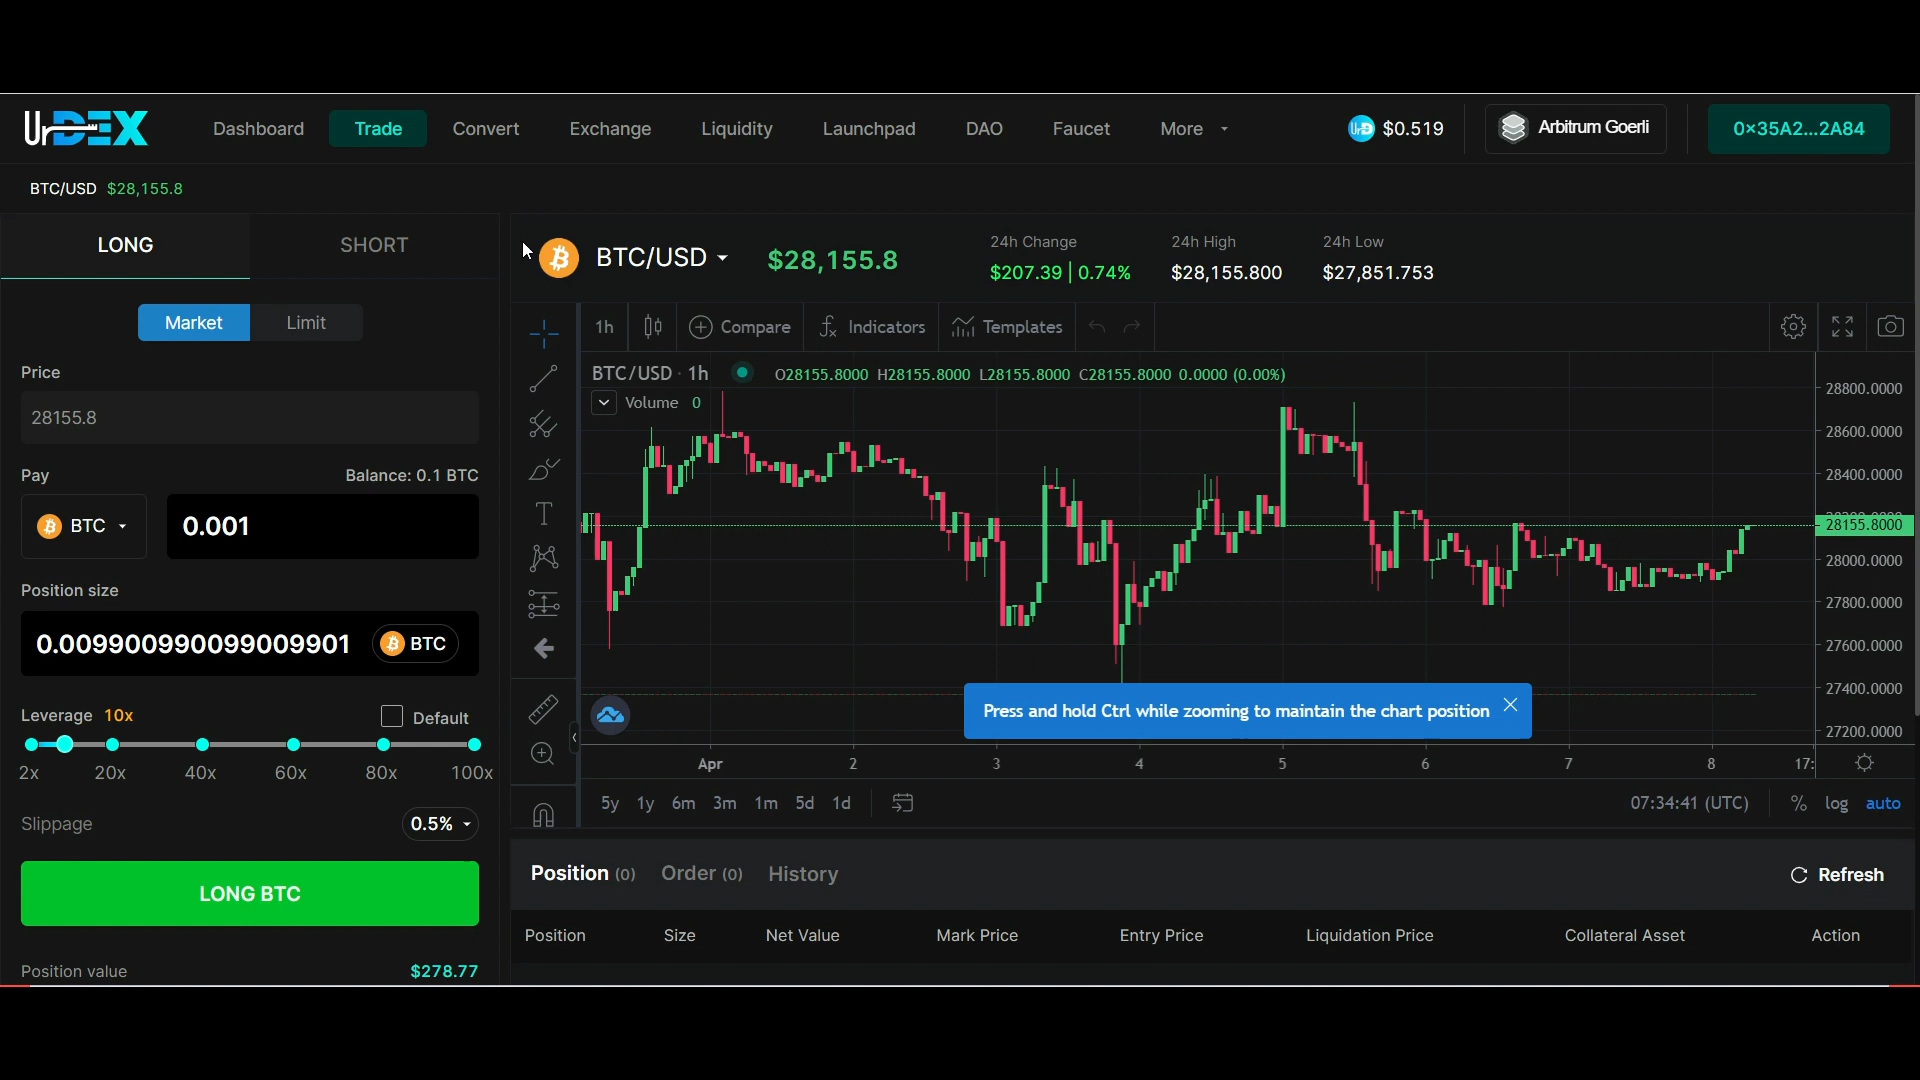 UrDEX
Dashboard
Trade
Convert
Exchange
Liquidity
Launchpad
DAO
Faucet
More
UrD
$0.519
Arbitrum Goerli
0×35A2...2A84
BTC/USD $28,155.8
LONG
SHORT
Market
Limit
Price
28155.8
Pay
Balance: 0.1 BTC
BTC
0.001
Position size
0.009900990099009901
BTC
Leverage 10x
Default
2x
20x
40x
60x
80x
100x
Slippage
0.5%
LONG BTC
Position value
$278.77
BTC/USD
$28,155.8
24h Change
$207.39 | 0.74%
24h High
$28,155.800
24h Low
$27,851.753
1h
Compare
Indicators
Templates
BTC/USD · 1h
O28155.8000 H28155.8000 L28155.8000 C28155.8000 0.0000 (0.00%)
Volume 0
28800.0000
28600.0000
28400.0000
28155.8000
28000.0000
27800.0000
27600.0000
27400.0000
27200.0000
Press and hold Ctrl while zooming to maintain the chart position
Apr
2
3
4
5
6
7
8
17:
5y
1y
6m
3m
1m
5d
1d
07:34:41 (UTC)
%
log
auto
Position (0)
Order (0)
History
Refresh
Position
Size
Net Value
Mark Price
Entry Price
Liquidation Price
Collateral Asset
Action